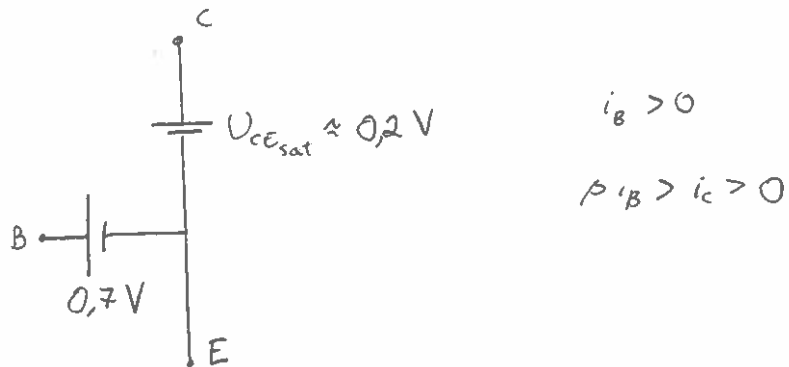 C
U_CEsat ≈ 0,2 V
i_B > 0
β i_B > i_C > 0
B
0,7 V
E